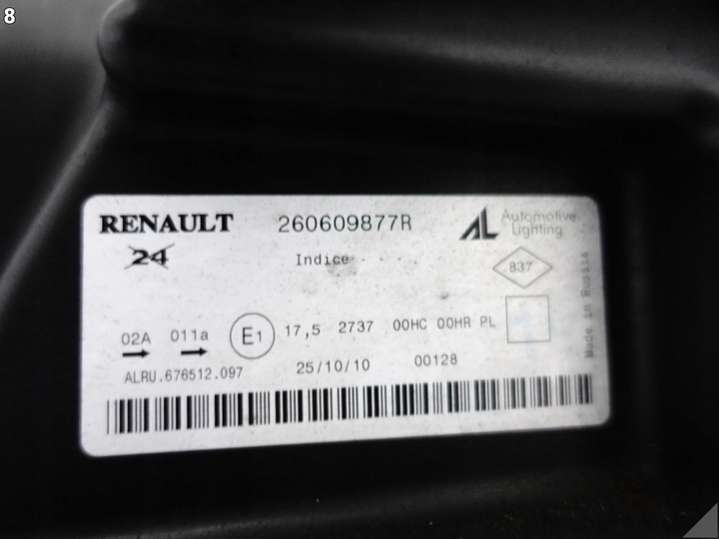 8
RENAULT 260609877R AL Automotive Lighting
24 Indice 837
02A 011a E1 17,5 2737 00HC 00HR PL
ALRU.676512.097 25/10/10 00128
Made in Russia